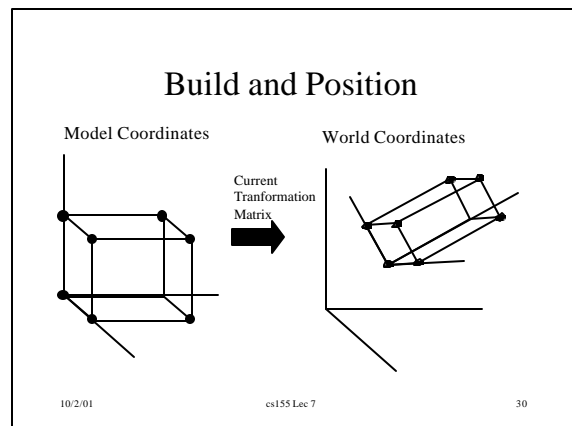 Build and Position
Model Coordinates
World Coordinates
Current
Tranformation
Matrix
10/2/01
cs155 Lec 7
30